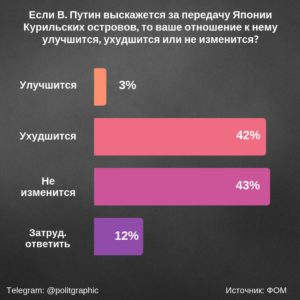 Если В. Путин выскажется за передачу Японии
Курильских островов, то ваше отношение к нему
улучшится, ухудшится или не изменится?
Улучшится
3%
Ухудшится
42%
Не
изменится
43%
Затруд.
ответить
12%
Telegram: @politgraphic
Источник: ФОМ